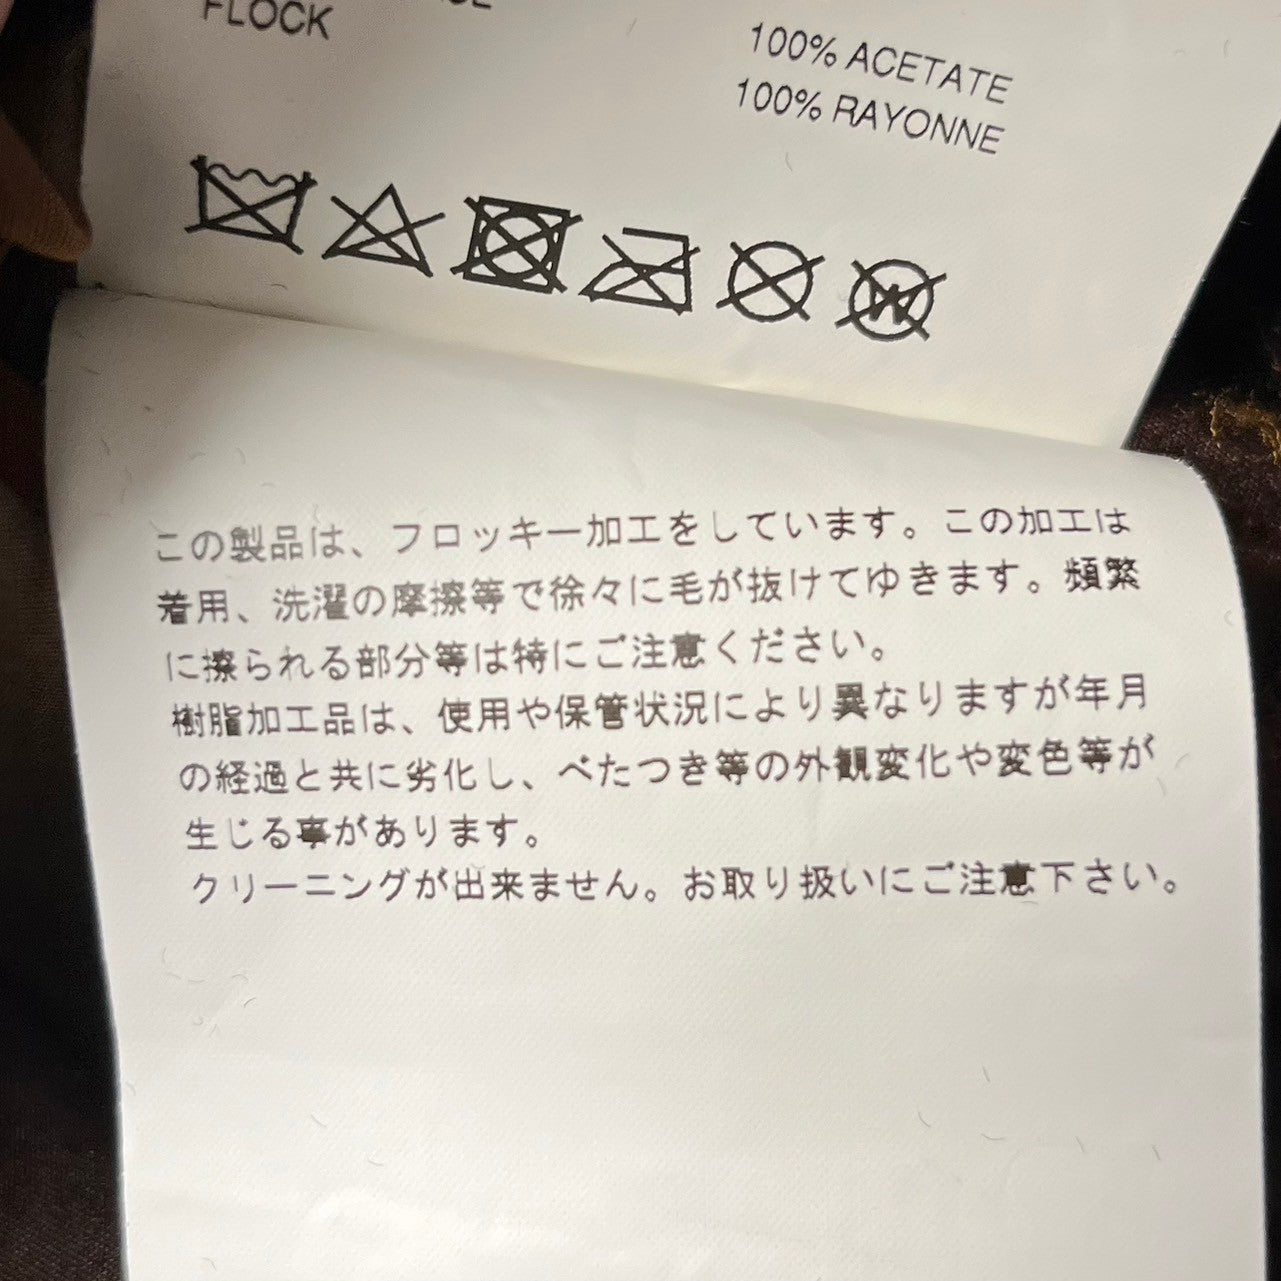 FLOCK
100% ACETATE
100% RAYONNE
W
この製品は、フロッキー加工をしています。この加工は
着用、洗濯の摩擦等で徐々に毛が抜けてゆきます。頻繁
に擦られる部分等は特にご注意ください。
樹脂加工品は、使用や保管状況により異なりますが年月
の経過と共に劣化し、べたつき等の外観変化や変色等が
生じる事があります。
クリーニングが出来ません。お取り扱いにご注意下さい。